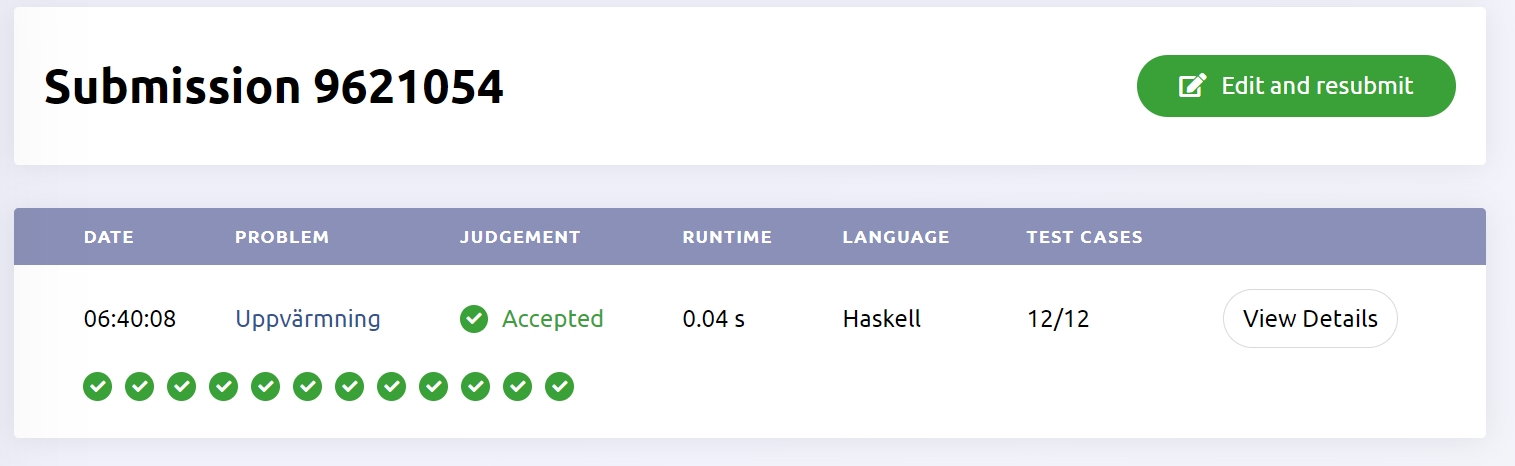 Submission 9621054
Edit and resubmit
DATE PROBLEM JUDGEMENT RUNTIME LANGUAGE TEST CASES
06:40:08 Uppvärmning Accepted 0.04 s Haskell 12/12 View Details